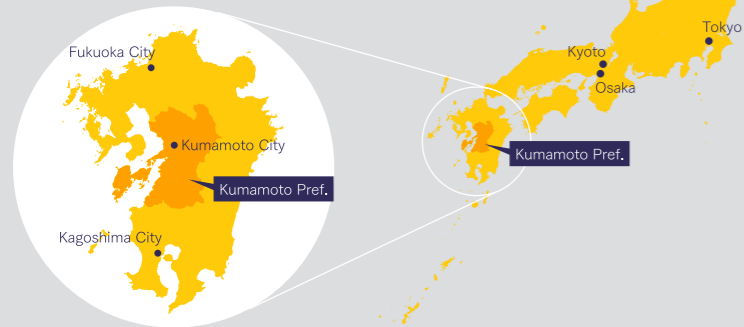 Fukuoka City
Kumamoto City
Kumamoto Pref.
Kagoshima City
Tokyo
Kyoto
Osaka
Kumamoto Pref.